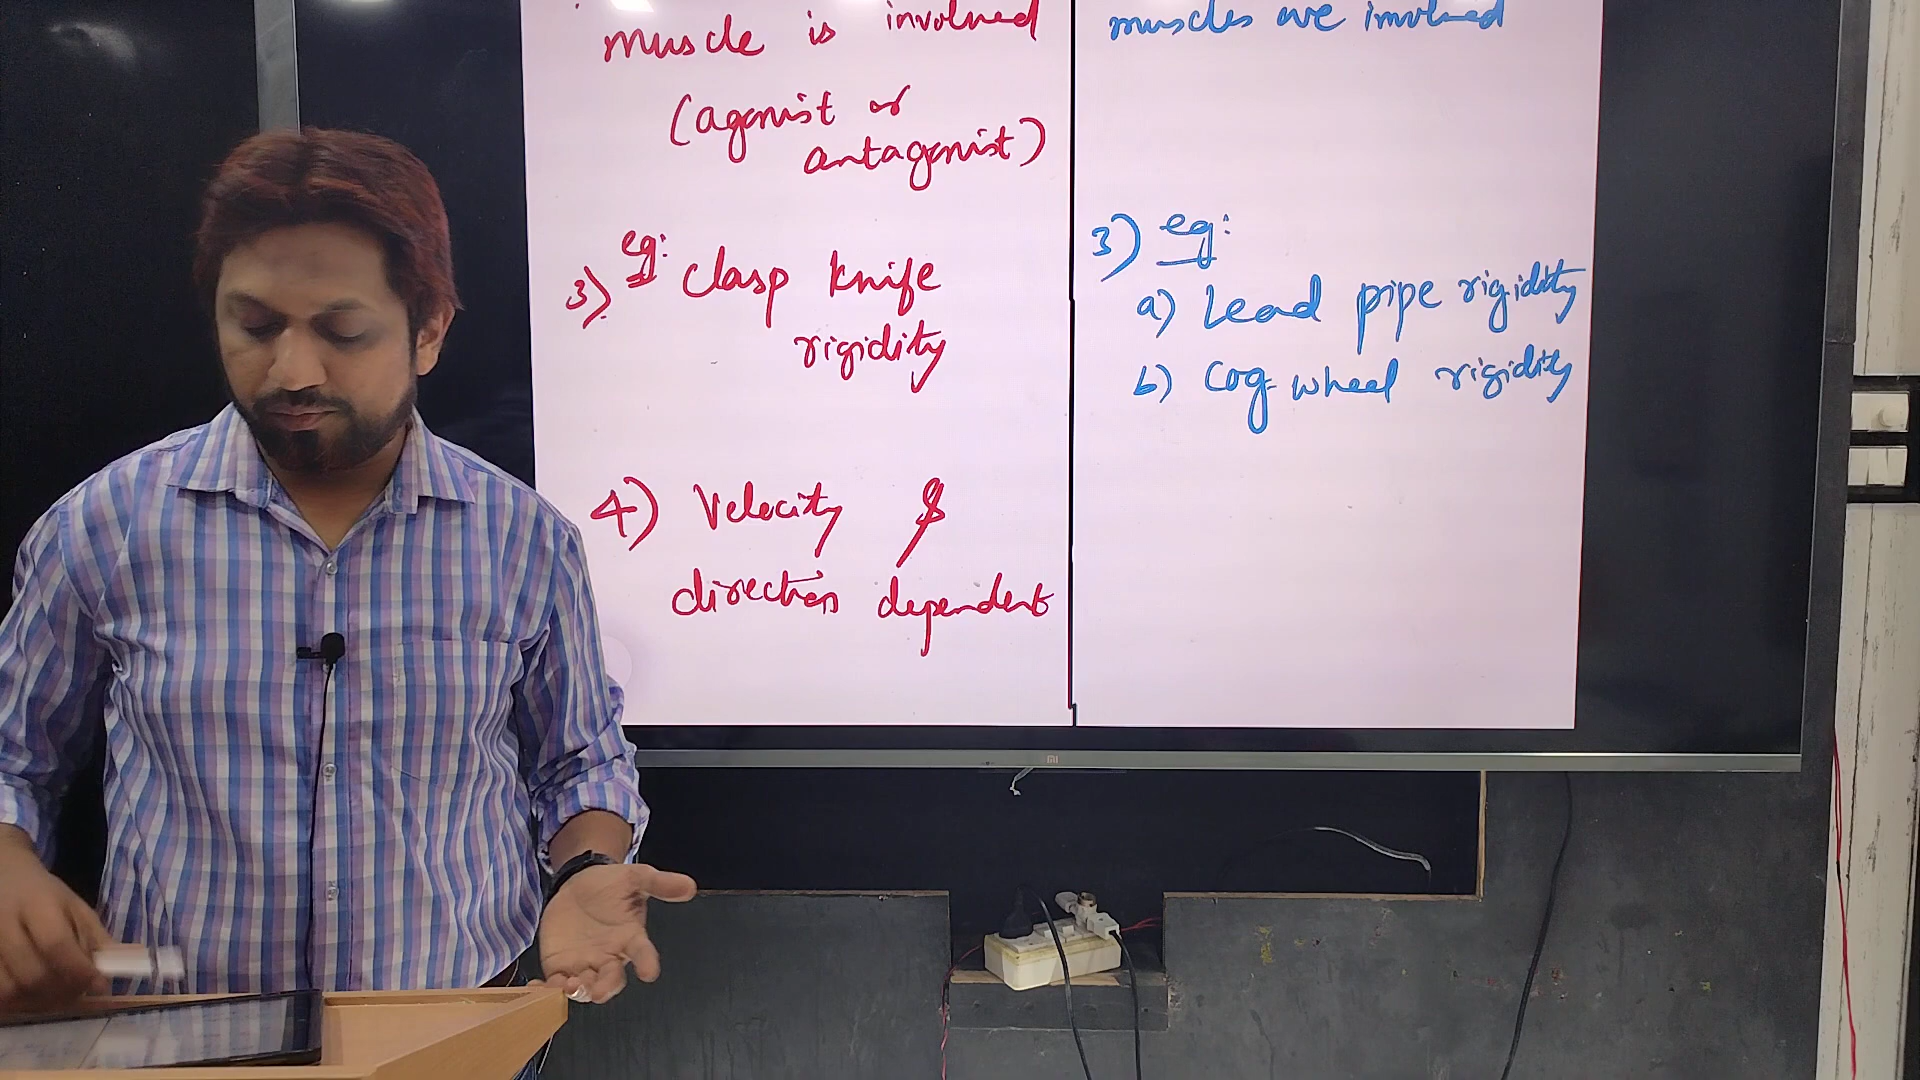 muscle is involved
(agonist or
antagonist)
3) eg: Clasp knife
rigidity
4) Velocity &
direction dependent
muscles are involved
3) eg:
a) Lead pipe rigidity
b) Cog wheel rigidity
mi